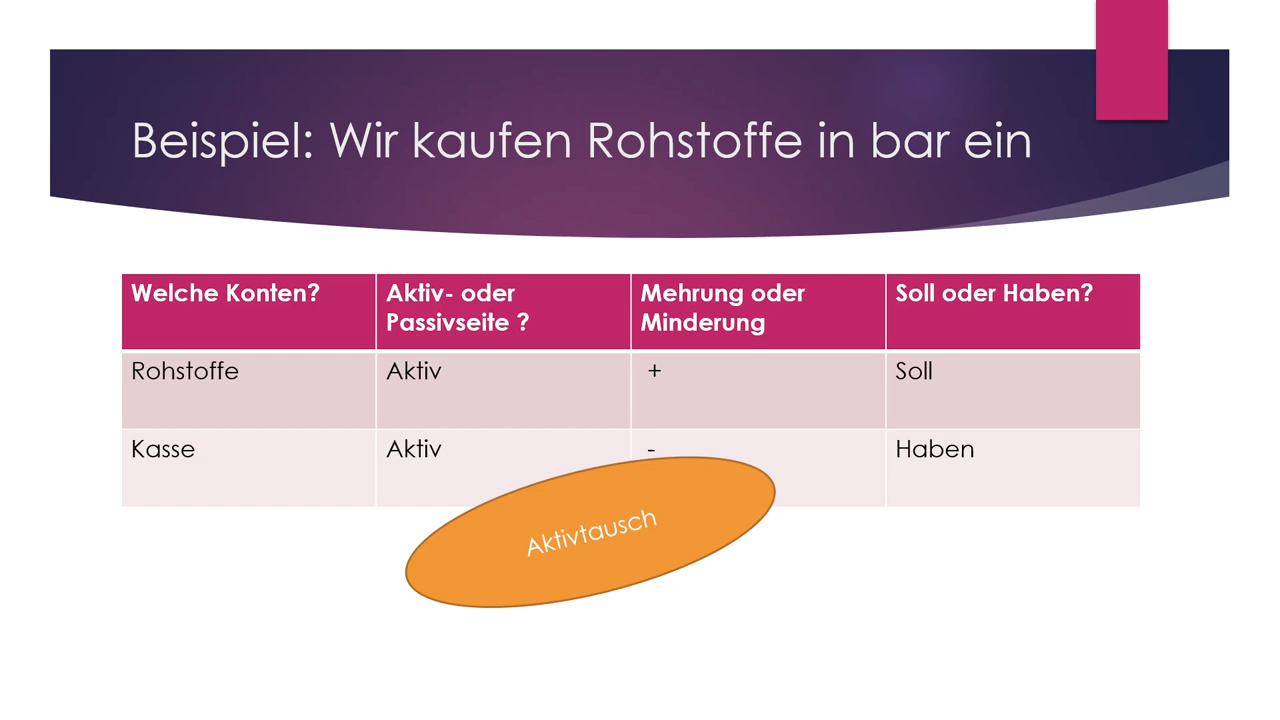 Beispiel: Wir kaufen Rohstoffe in bar ein
Welche Konten?
Aktiv- oder
Passivseite ?
Mehrung oder
Minderung
Soll oder Haben?
Rohstoffe
Aktiv
+
Soll
Kasse
Aktiv
-
Haben
Aktivtausch